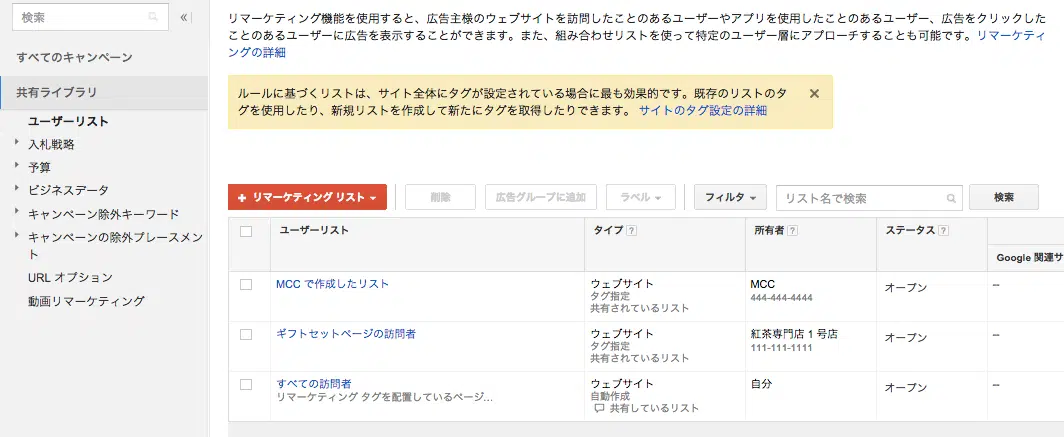 検索
«
すべてのキャンペーン
共有ライブラリ
ユーザーリスト
入札戦略
予算
ビジネスデータ
キャンペーン除外キーワード
キャンペーンの除外プレースメン
ト
URL オプション
動画リマーケティング
リマーケティング機能を使用すると、広告主様のウェブサイトを訪問したことのあるユーザーやアプリを使用したことのあるユーザー、広告をクリックした
ことのあるユーザーに広告を表示することができます。また、組み合わせリストを使って特定のユーザー層にアプローチすることも可能です。リマーケティ
ングの詳細
ルールに基づくリストは、サイト全体にタグが設定されている場合に最も効果的です。既存のリストのタ
グを使用したり、新規リストを作成して新たにタグを取得したりできます。 サイトのタグ設定の詳細
+ リマーケティング リスト 削除 広告グループに追加 ラベル フィルタ リスト名で検索 検索
ユーザーリスト タイプ ? 所有者 ? ステータス ?
Google 関連サ
MCC で作成したリスト ウェブサイト MCC オープン --
タグ指定 444-444-4444
共有されているリスト
ギフトセットページの訪問者 ウェブサイト 紅茶専門店 1 号店 オープン --
タグ指定 111-111-1111
共有されているリスト
すべての訪問者 ウェブサイト 自分 オープン --
リマーケティング タグを配置しているページ... 自動作成
共有しているリスト